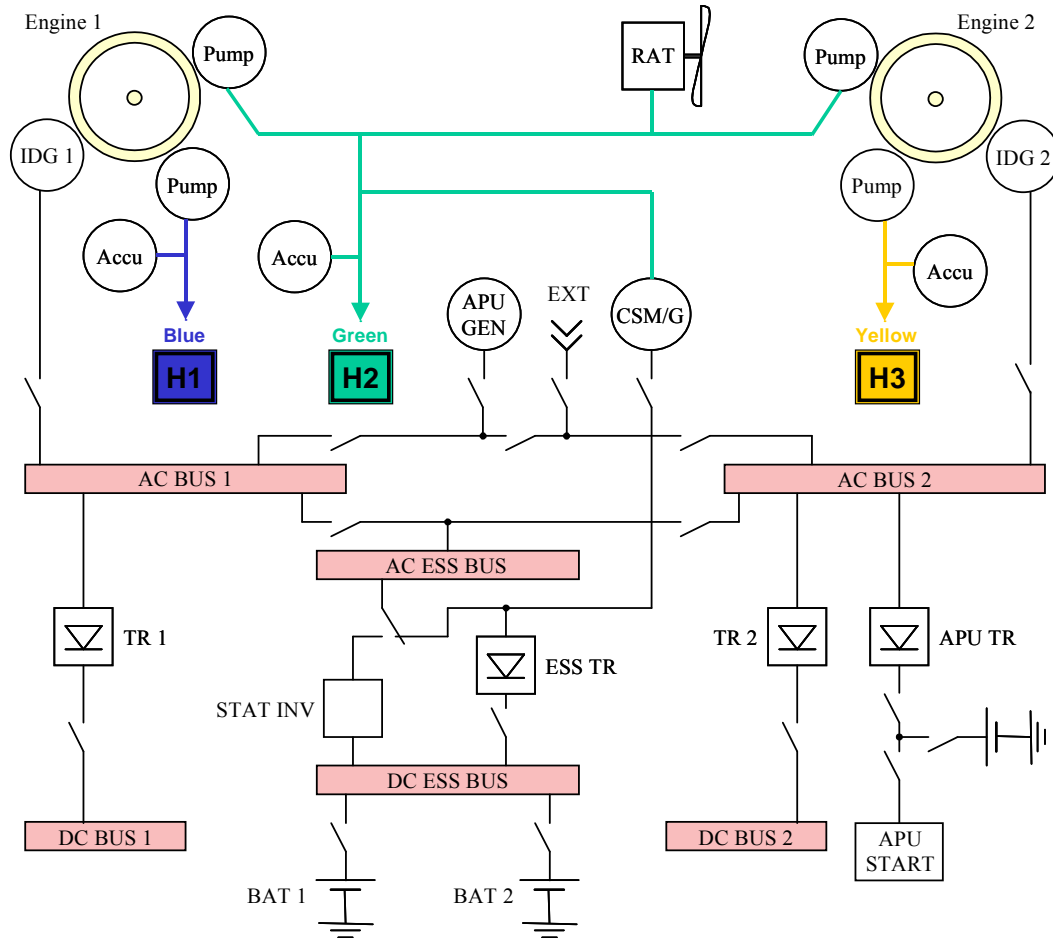 Engine 1
Engine 2
Pump
RAT
Pump
IDG 1
IDG 2
Pump
Pump
Accu
Accu
Accu
APU
GEN
EXT
CSM/G
Blue
Green
Yellow
H1
H2
H3
AC BUS 1
AC BUS 2
AC ESS BUS
TR 1
ESS TR
TR 2
APU TR
STAT INV
DC ESS BUS
DC BUS 1
DC BUS 2
APU
START
BAT 1
BAT 2